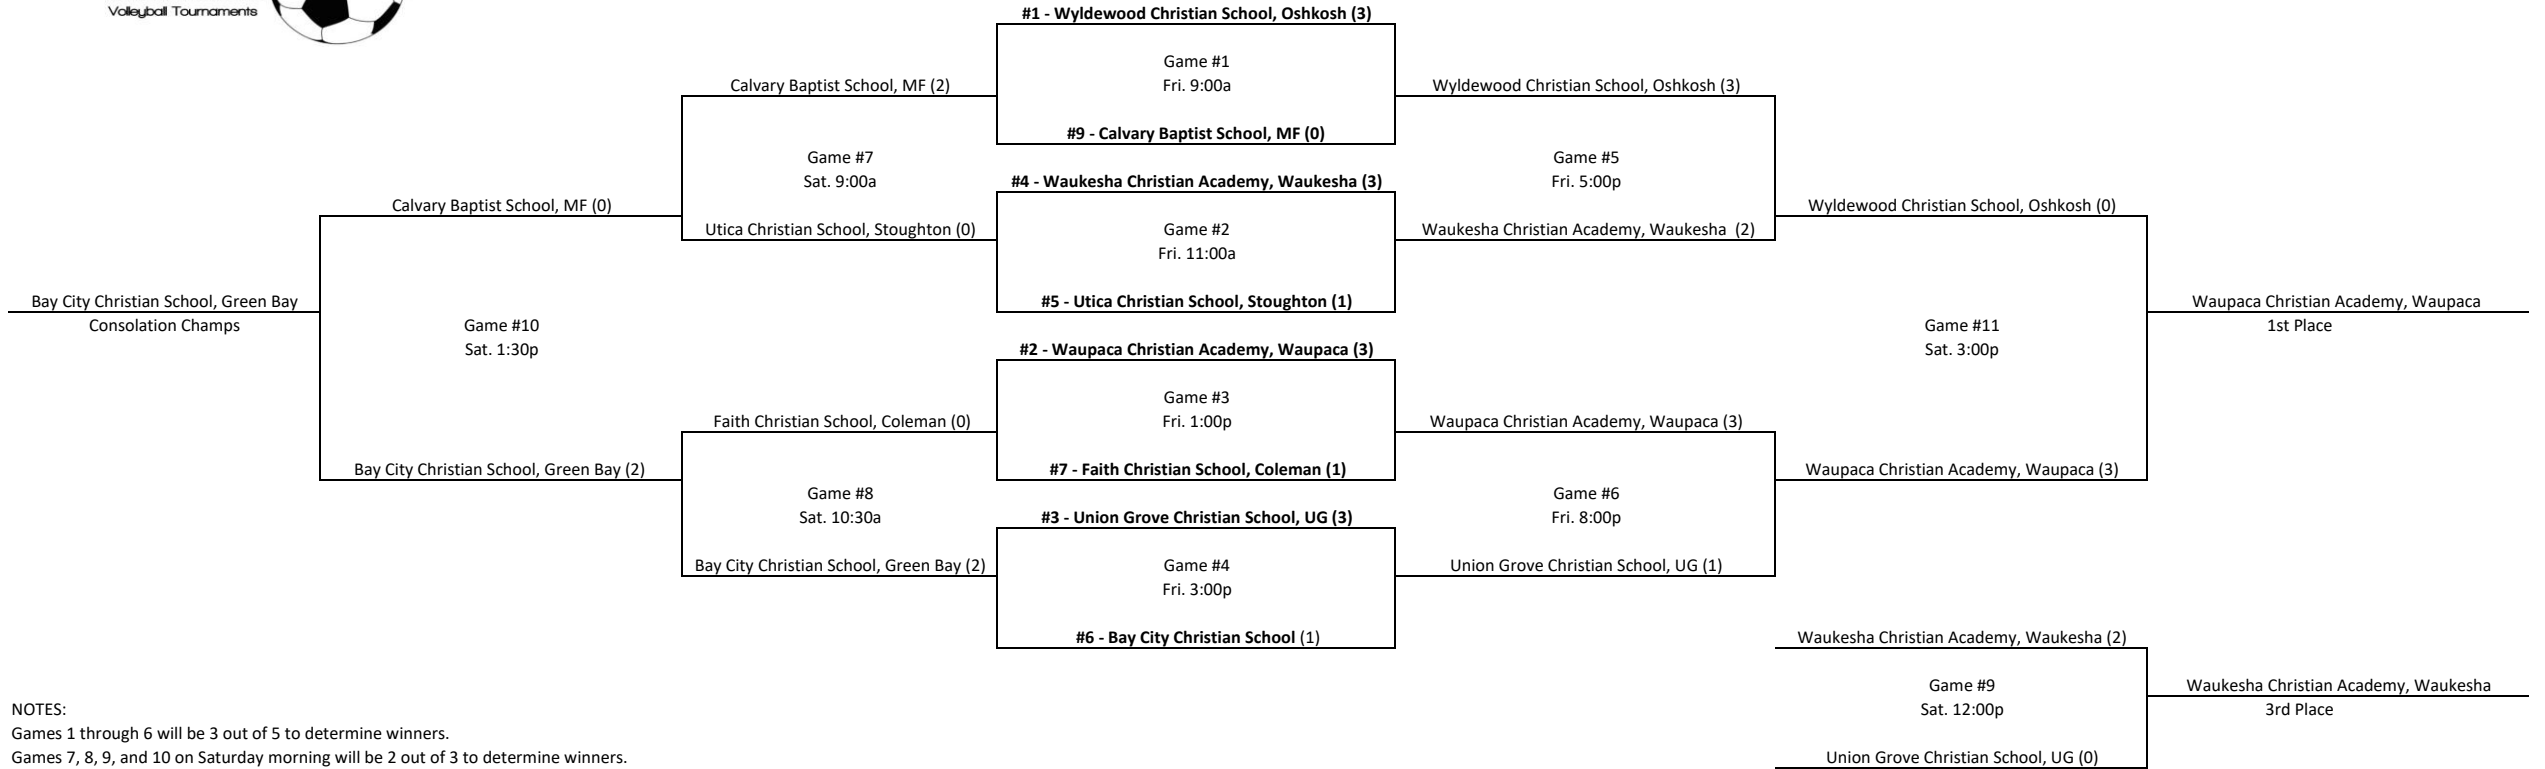 Volleyball Tournaments
#1 - Wyldewood Christian School, Oshkosh (3)
Game #1
Calvary Baptist School, MF (2)
Fri. 9:00a
Wyldewood Christian School, Oshkosh (3)
#9 - Calvary Baptist School, MF (0)
Game #7
Game #5
Sat. 9:00a
#4 - Waukesha Christian Academy, Waukesha (3)
Fri. 5:00p
Calvary Baptist School, MF (0)
Wyldewood Christian School, Oshkosh (0)
Utica Christian School, Stoughton (0)
Game #2
Waukesha Christian Academy, Waukesha  (2)
Fri. 11:00a
Bay City Christian School, Green Bay
#5 - Utica Christian School, Stoughton (1)
Waupaca Christian Academy, Waupaca
Consolation Champs
Game #10
Game #11
1st Place
Sat. 1:30p
#2 - Waupaca Christian Academy, Waupaca (3)
Sat. 3:00p
Game #3
Faith Christian School, Coleman (0)
Fri. 1:00p
Waupaca Christian Academy, Waupaca (3)
Bay City Christian School, Green Bay (2)
#7 - Faith Christian School, Coleman (1)
Waupaca Christian Academy, Waupaca (3)
Game #8
Game #6
Sat. 10:30a
#3 - Union Grove Christian School, UG (3)
Fri. 8:00p
Bay City Christian School, Green Bay (2)
Game #4
Union Grove Christian School, UG (1)
Fri. 3:00p
#6 - Bay City Christian School (1)
Waukesha Christian Academy, Waukesha (2)
Game #9
Waukesha Christian Academy, Waukesha
NOTES:
Sat. 12:00p
3rd Place
Games 1 through 6 will be 3 out of 5 to determine winners.
Games 7, 8, 9, and 10 on Saturday morning will be 2 out of 3 to determine winners.
Union Grove Christian School, UG (0)